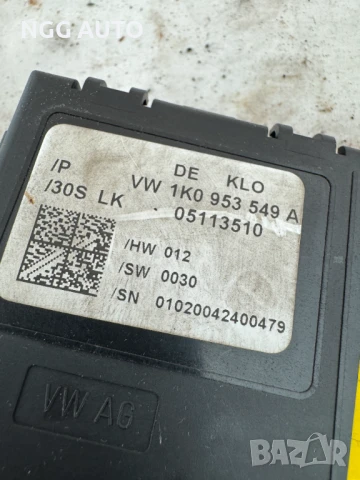 NGG AUTO
DE KLO
/P VW 1K0 953 549 A
/30S LK 05113510
/HW 012
/SW 0030
/SN 01020042400479
VW AG
BAZAR
bg